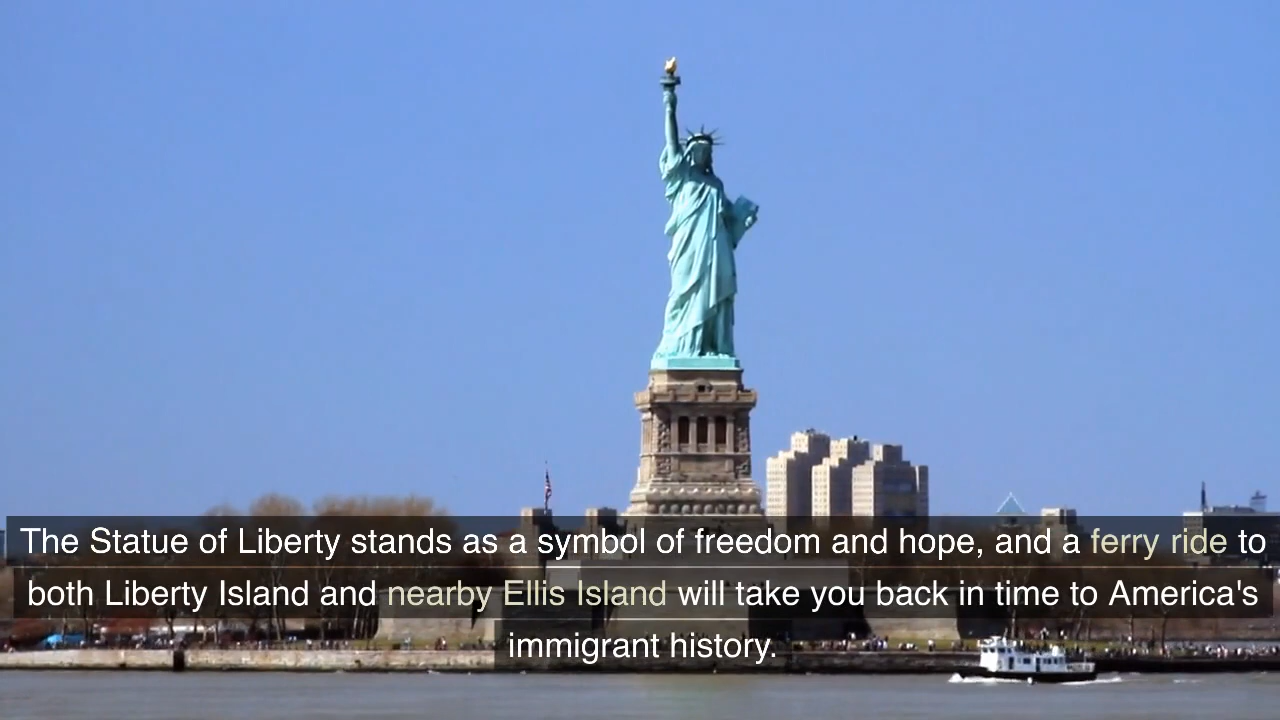 The Statue of Liberty stands as a symbol of freedom and hope, and a ferry ride to
both Liberty Island and nearby Ellis Island will take you back in time to America's
immigrant history.